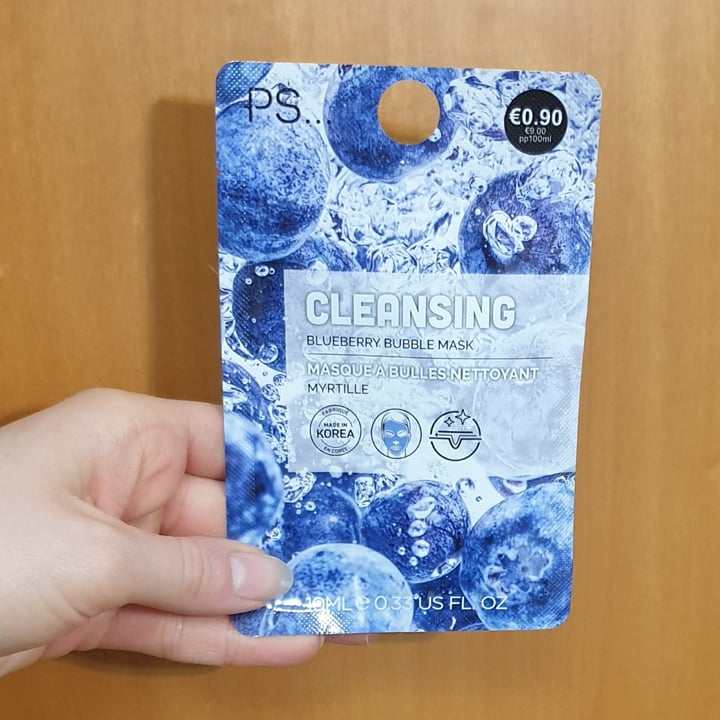 PS...
€0.90
€9.00
pp100ml
CLEANSING
BLUEBERRY BUBBLE MASK
MASQUE À BULLES NETTOYANT
MYRTILLE
FABRIQUÉ
MADE IN
KOREA
EN CORÉE
10ML ℮ 0.33 US FL. OZ